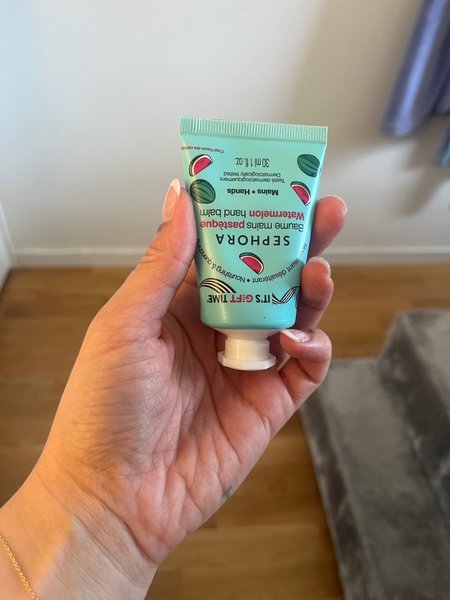 IT'S GIFT TIME
désaltérant • Nourishing &
SEPHORA
Baume mains pastèque
Watermelon hand balm
Mains • Hands
Testé dermatologiquement
Dermatologically tested
30 ml 1 fl. oz.